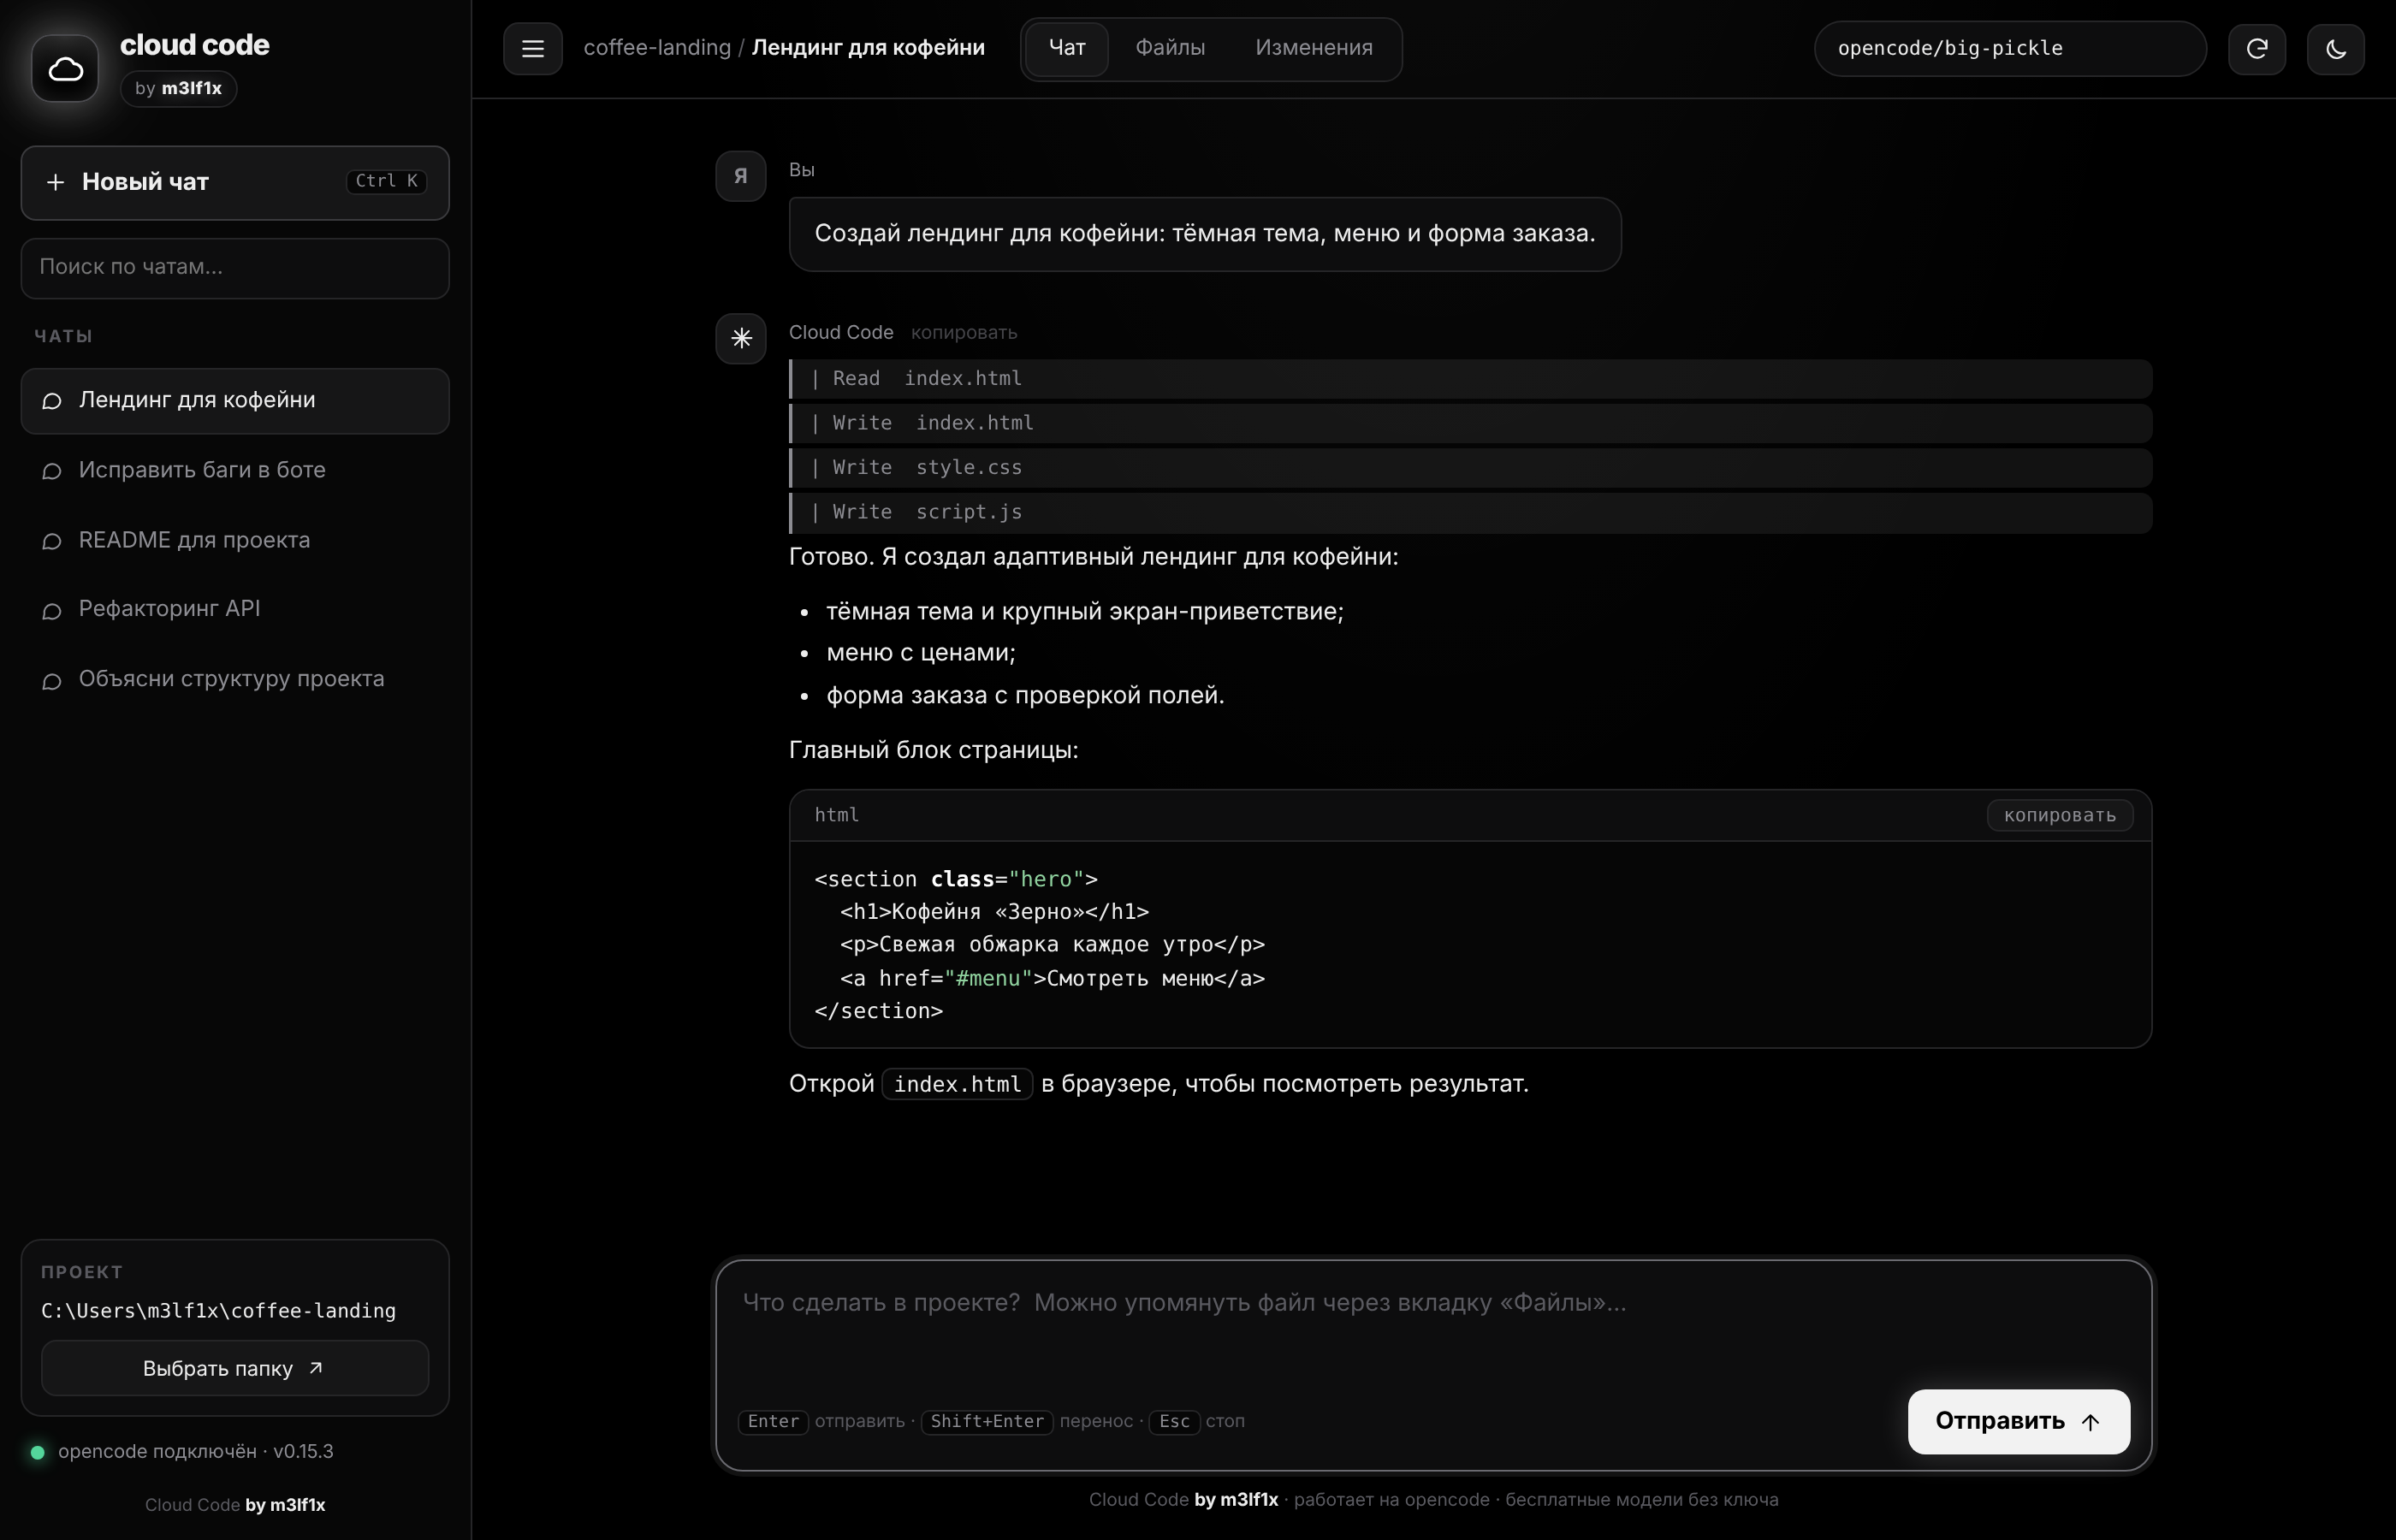 cloud code
by m3lf1x
Новый чат
Ctrl K
Поиск по чатам...
ЧАТЫ
Лендинг для кофейни
Исправить баги в боте
README для проекта
Рефакторинг API
Объясни структуру проекта
ПРОЕКТ
C:\Users\m3lf1x\coffee-landing
Выбрать папку
opencode подключён · v0.15.3
Cloud Code by m3lf1x
coffee-landing / Лендинг для кофейни
Чат
Файлы
Изменения
opencode/big-pickle
Я
Вы
Создай лендинг для кофейни: тёмная тема, меню и форма заказа.
Cloud Code копировать
| Read index.html
| Write index.html
| Write style.css
| Write script.js
Готово. Я создал адаптивный лендинг для кофейни:
• тёмная тема и крупный экран-приветствие;
• меню с ценами;
• форма заказа с проверкой полей.
Главный блок страницы:
html
копировать
<section class="hero">
  <h1>Кофейня «Зерно»</h1>
  <p>Свежая обжарка каждое утро</p>
  <a href="#menu">Смотреть меню</a>
</section>
Открой index.html в браузере, чтобы посмотреть результат.
Что сделать в проекте? Можно упомянуть файл через вкладку «Файлы»...
Enter отправить · Shift+Enter перенос · Esc стоп
Отправить
Cloud Code by m3lf1x · работает на opencode · бесплатные модели без ключа